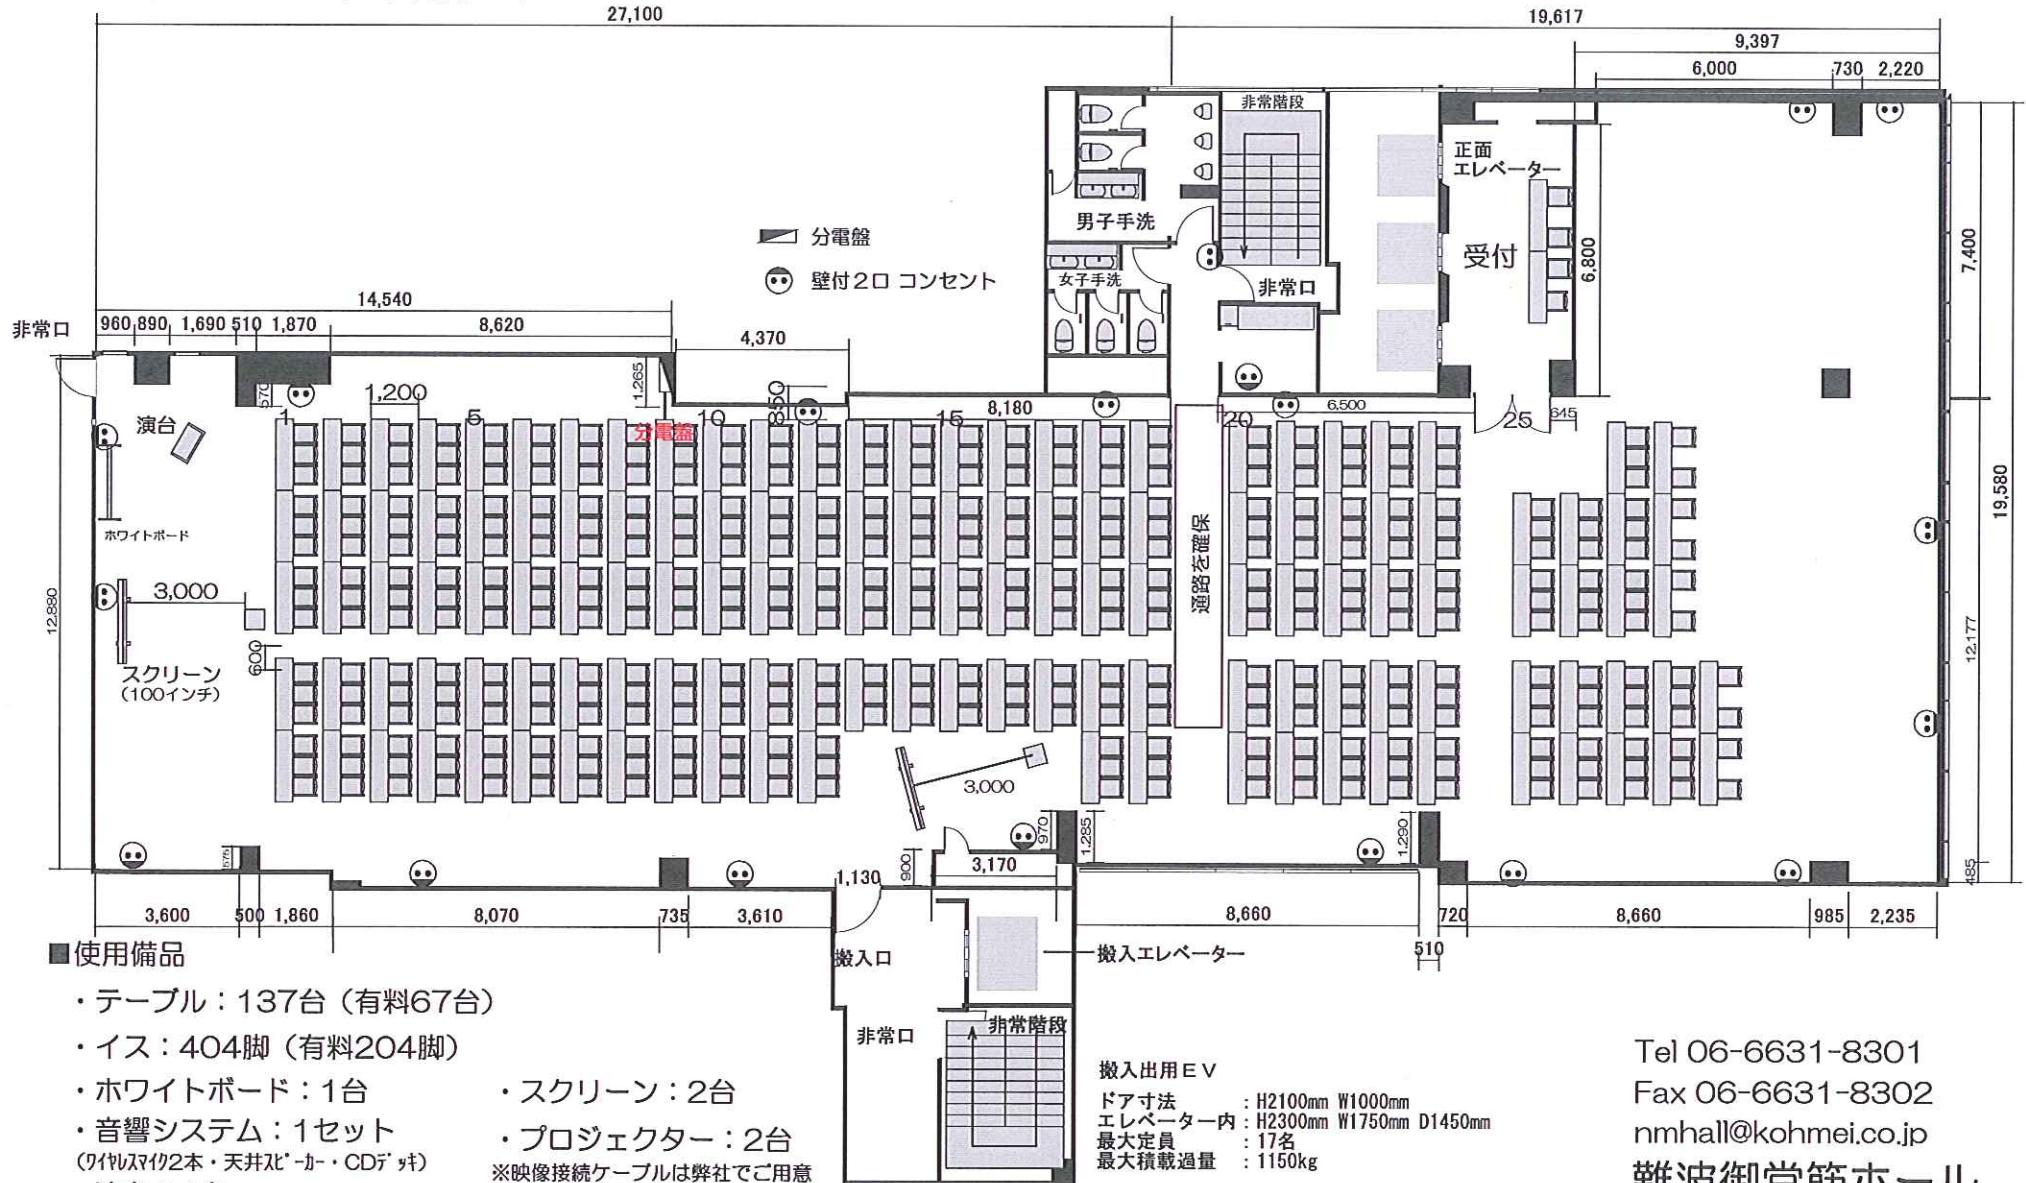 27,100
19,617
9,397
6,000
730
2,220
非常階段
正面
エレベーター
男子手洗
分電盤
受付
6,800
7,400
壁付2口 コンセント
女子手洗
非常口
14,540
非常口
960
890
1,690
510
1,870
8,620
4,370
1,265
570
1,200
850
8,180
6,500
645
1
5
10
15
20
25
分電盤
演台
19,580
ホワイトボード
通路を確保
3,000
12,880
600
12,177
スクリーン
(100インチ)
3,000
970
1,285
1,290
575
900
3,170
485
1,130
3,600
500
1,860
8,070
735
3,610
8,660
720
8,660
985
2,235
510
■使用備品
搬入口
搬入エレベーター
・テーブル：137台（有料67台）
非常口
非常階段
・イス：404脚（有料204脚）
・ホワイトボード：1台
・スクリーン：2台
・音響システム：1セット
・プロジェクター：2台
(ワイヤレスマイク2本・天井スピーカー・CDデッキ)
※映像接続ケーブルは弊社でご用意
搬入出用EV
ドア寸法 : H2100mm W1000mm
エレベーター内 : H2300mm W1750mm D1450mm
最大定員 : 17名
最大積載過量 : 1150kg
Tel 06-6631-8301
Fax 06-6631-8302
nmhall@kohmei.co.jp
難波御堂筋ホール